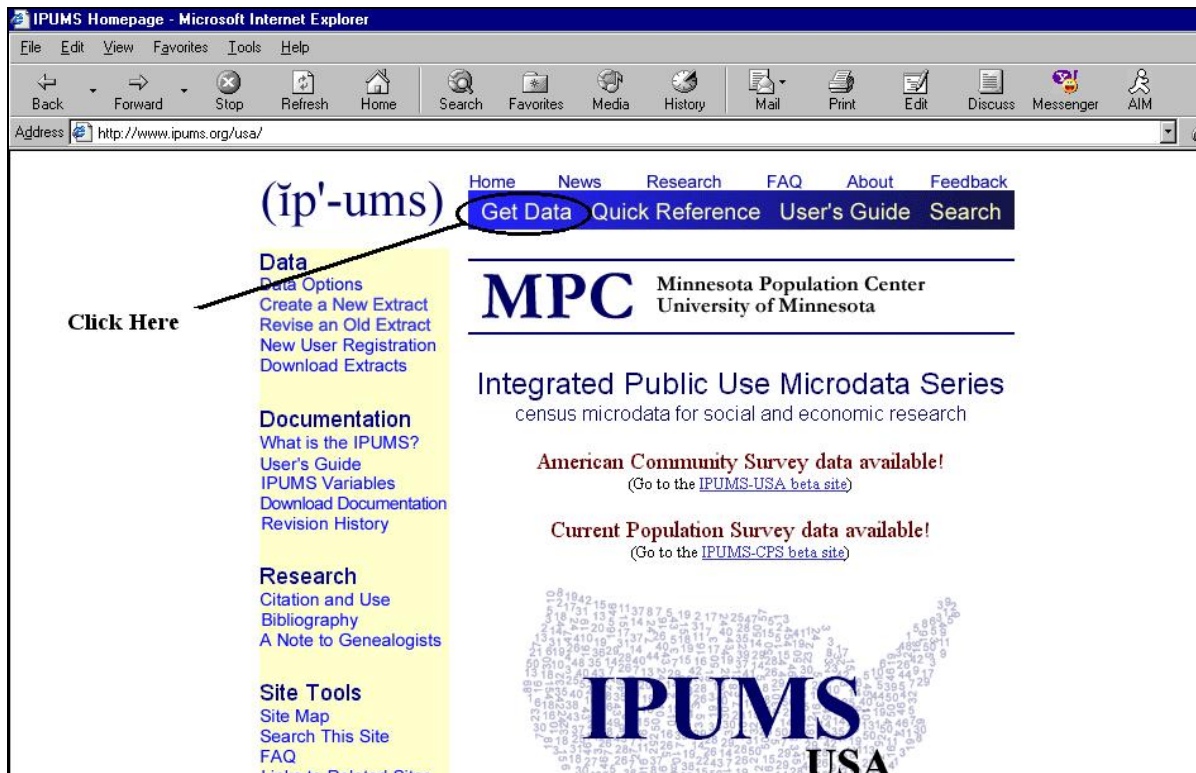 IPUMS Homepage - Microsoft Internet Explorer
File Edit View Favorites Tools Help
Back Forward Stop Refresh Home Search Favorites Media History Mail Print Edit Discuss Messenger AIM
Address http://www.ipums.org/usa/
(ĭp'-ums)
Home News Research FAQ About Feedback
Get Data Quick Reference User's Guide Search
Click Here
Data
Data Options
Create a New Extract
Revise an Old Extract
New User Registration
Download Extracts
Documentation
What is the IPUMS?
User's Guide
IPUMS Variables
Download Documentation
Revision History
Research
Citation and Use
Bibliography
A Note to Genealogists
Site Tools
Site Map
Search This Site
FAQ
Links to Related Sites
MPC Minnesota Population Center
University of Minnesota
Integrated Public Use Microdata Series
census microdata for social and economic research
American Community Survey data available!
(Go to the IPUMS-USA beta site)
Current Population Survey data available!
(Go to the IPUMS-CPS beta site)
IPUMS
USA